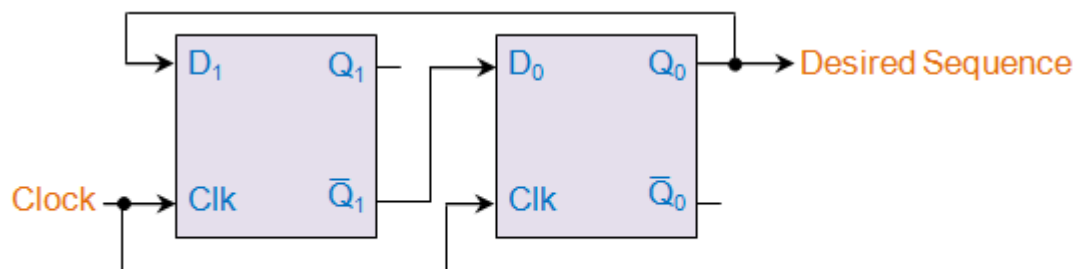 D₁ Q₁ D₀ Q₀ Desired Sequence
Clock Clk Q̅₁ Clk Q̅₀